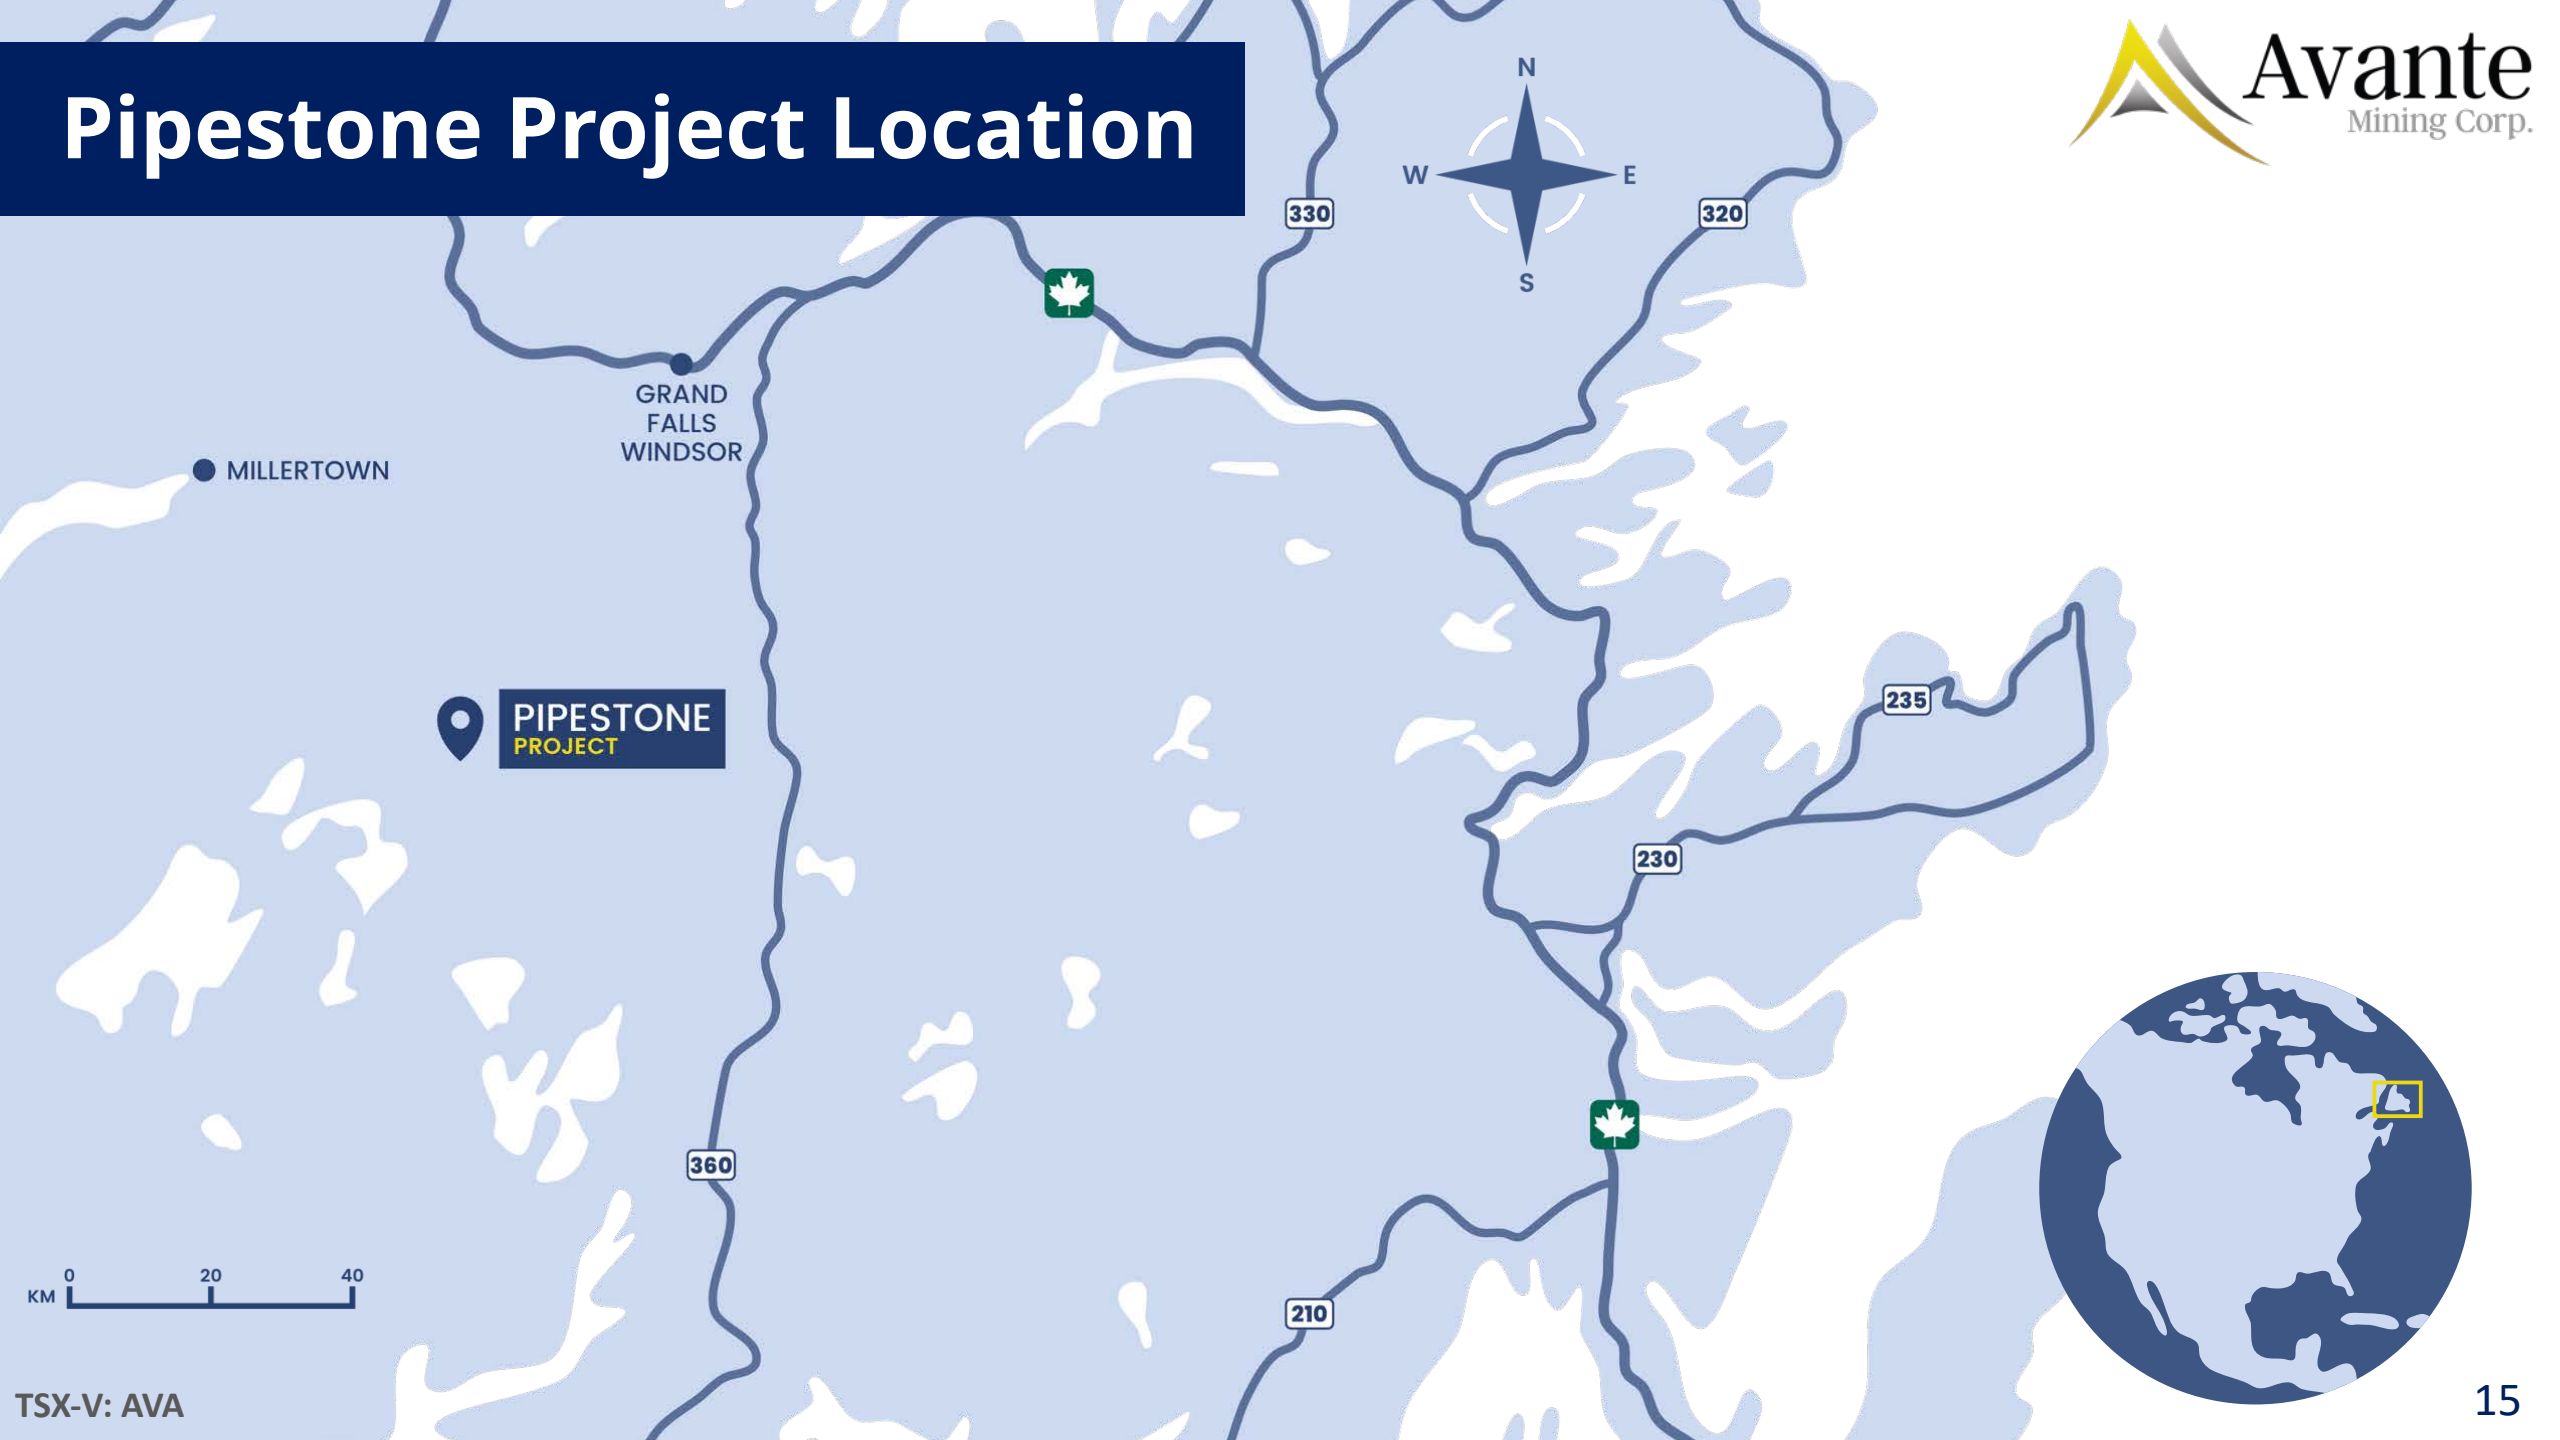 Pipestone Project Location
Avante
Mining Corp.
N
W
E
S
330
320
GRAND
FALLS
WINDSOR
MILLERTOWN
PIPESTONE
PROJECT
235
230
360
210
0 20 40
KM
TSX-V: AVA
15